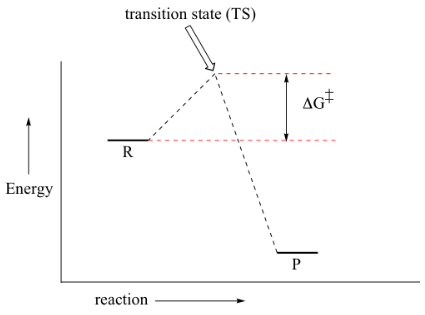 transition state (TS)
ΔG‡
R
Energy
P
reaction